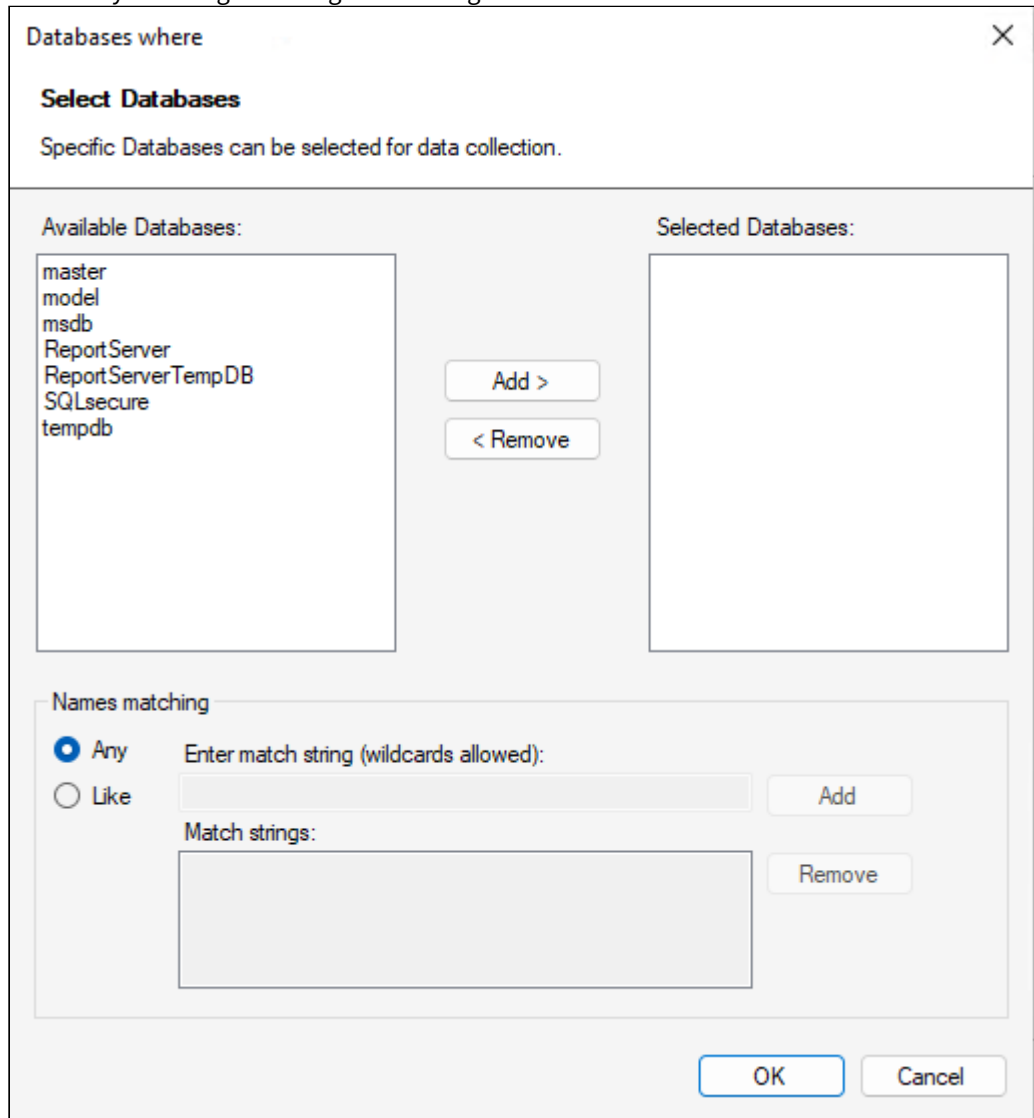 Databases where
Select Databases
Specific Databases can be selected for data collection.
Available Databases:
Selected Databases:
master
model
msdb
ReportServer
ReportServerTempDB
SQLsecure
tempdb
Add >
< Remove
Names matching
Any
Enter match string (wildcards allowed):
Like
Add
Match strings:
Remove
OK
Cancel